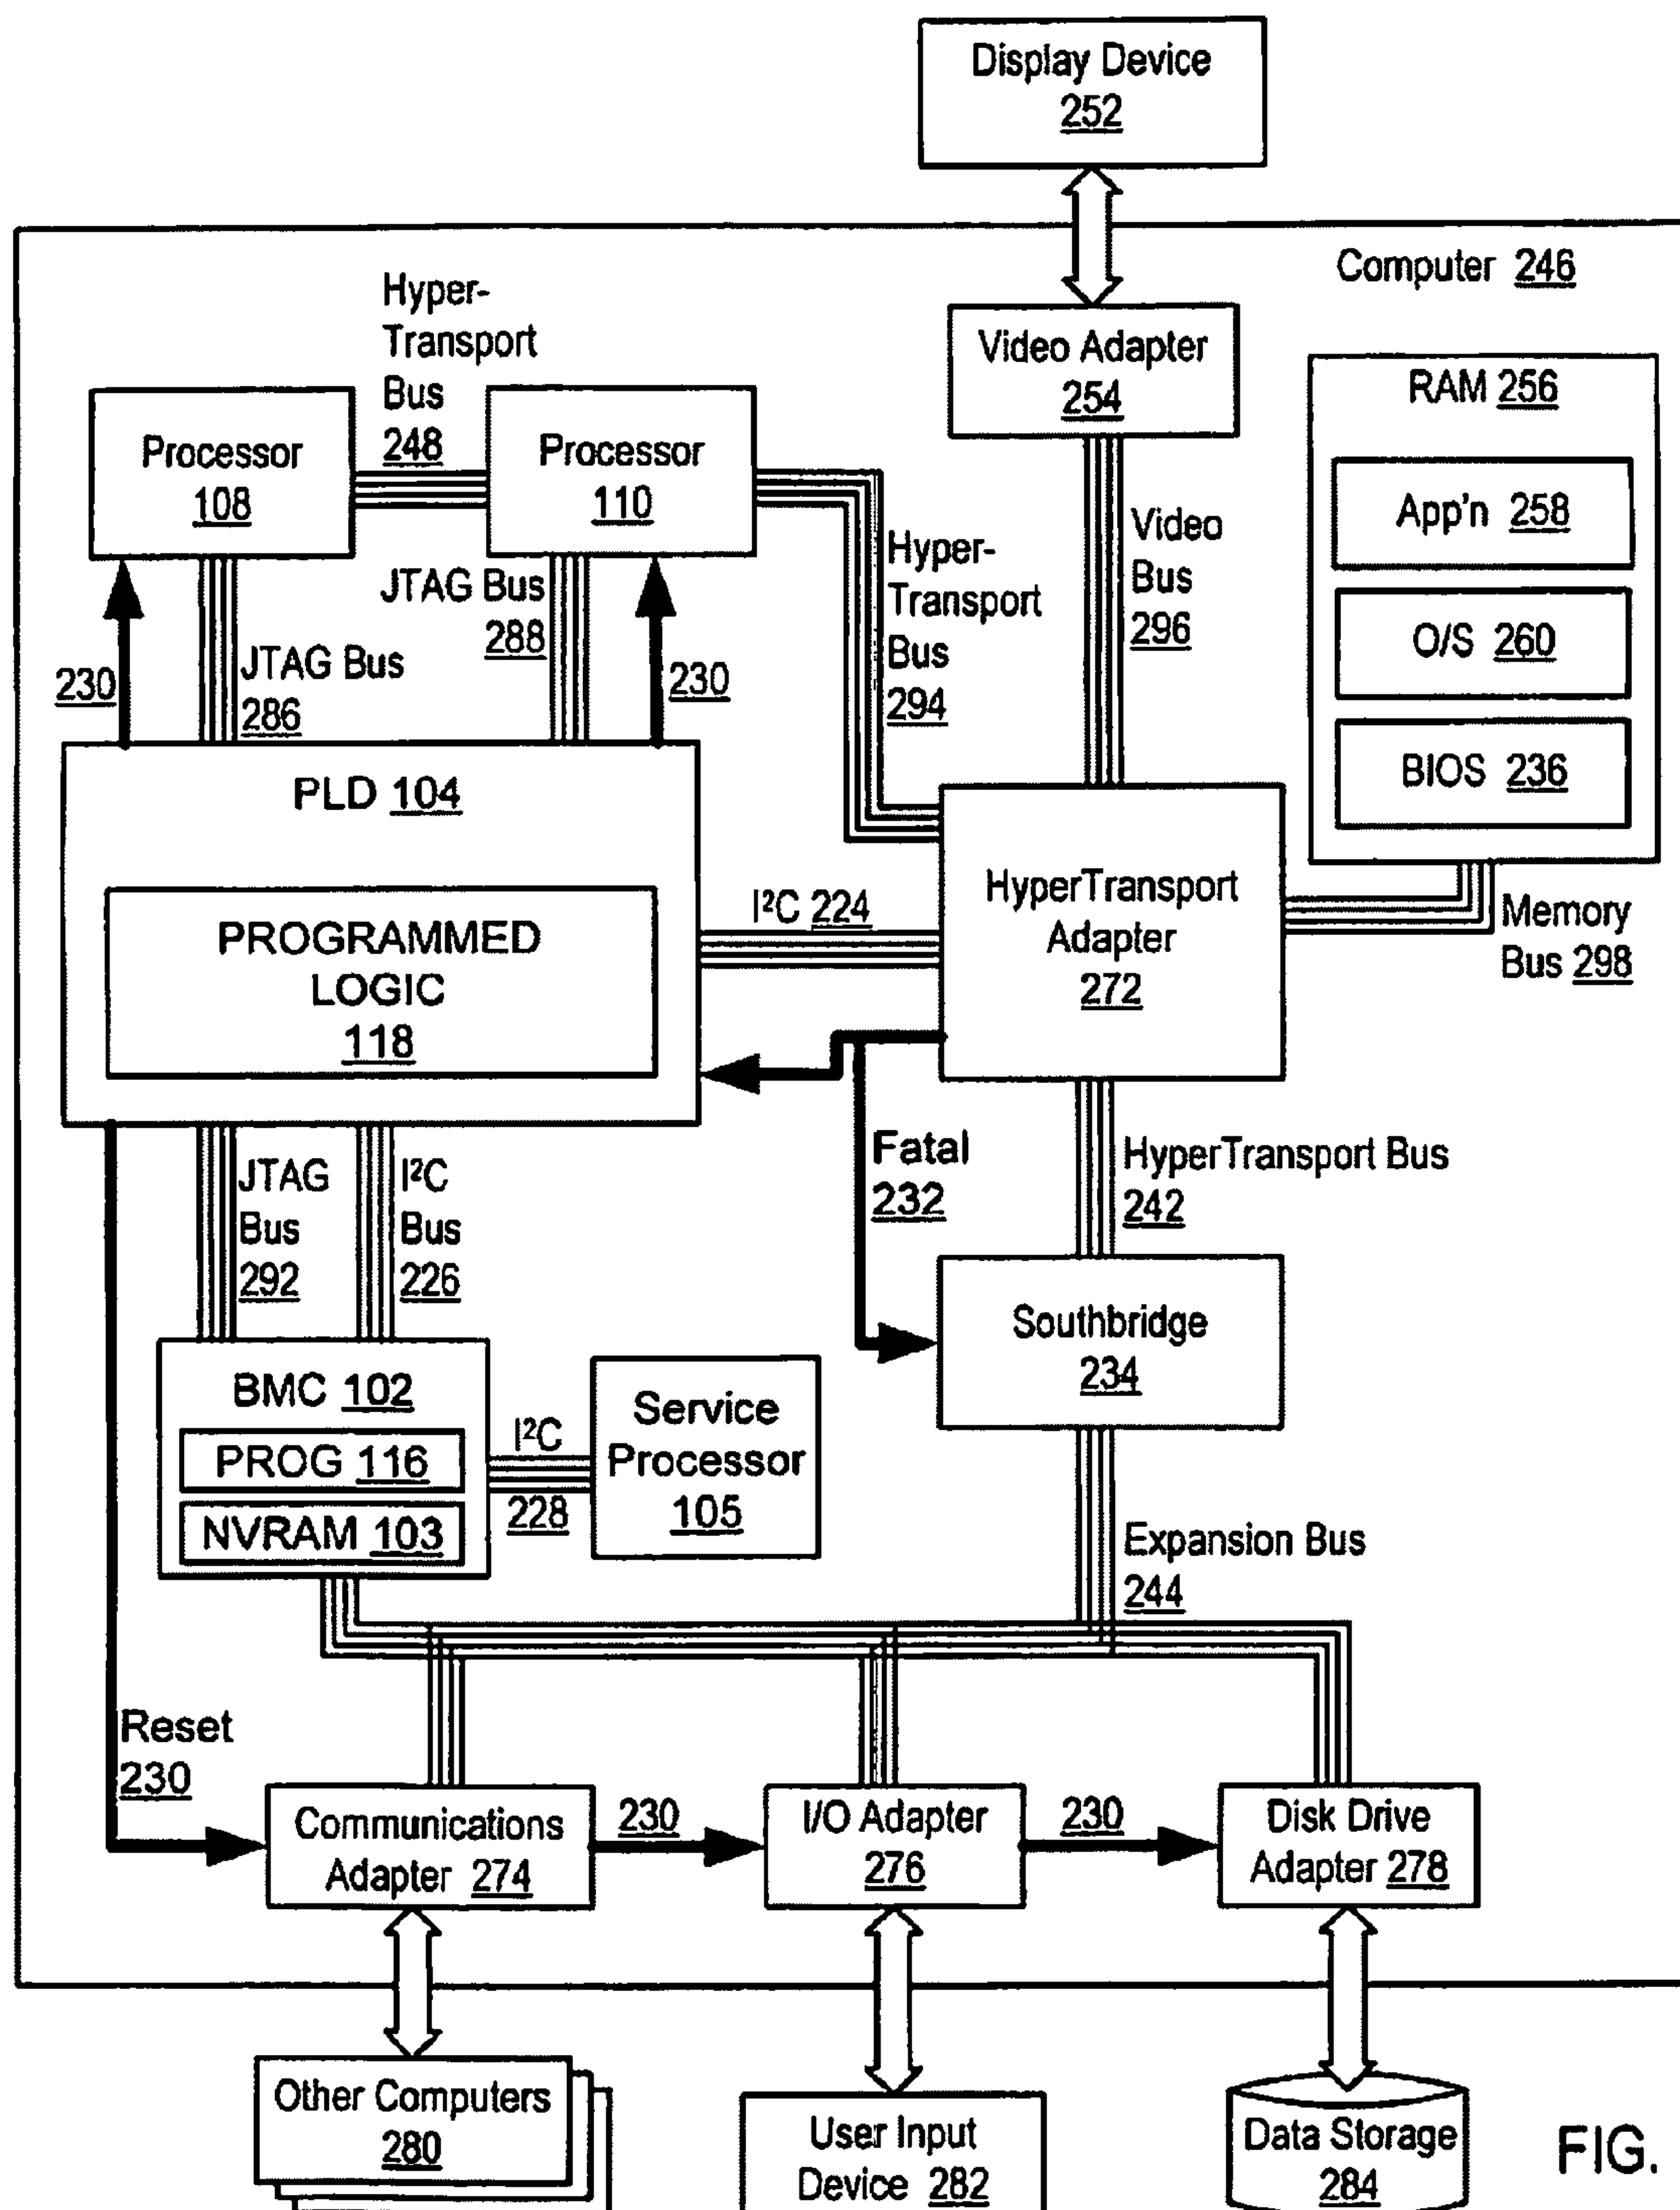 Display Device
252
Computer 246
Hyper-
Transport
Bus
248
Video Adapter
254
RAM 256
App'n 258
O/S 260
BIOS 236
Processor
108
Processor
110
JTAG Bus
286
JTAG Bus
288
230
230
Hyper-
Transport
Bus
294
Video
Bus
296
PLD 104
PROGRAMMED
LOGIC
118
I²C 224
HyperTransport
Adapter
272
Memory
Bus 298
Fatal
232
HyperTransport Bus
242
JTAG
Bus
292
I²C
Bus
226
Southbridge
234
BMC 102
PROG 116
NVRAM 103
I²C
228
Service
Processor
105
Expansion Bus
244
Reset
230
Communications
Adapter 274
230
I/O Adapter
276
230
Disk Drive
Adapter 278
Other Computers
280
User Input
Device 282
Data Storage
284
FIG.